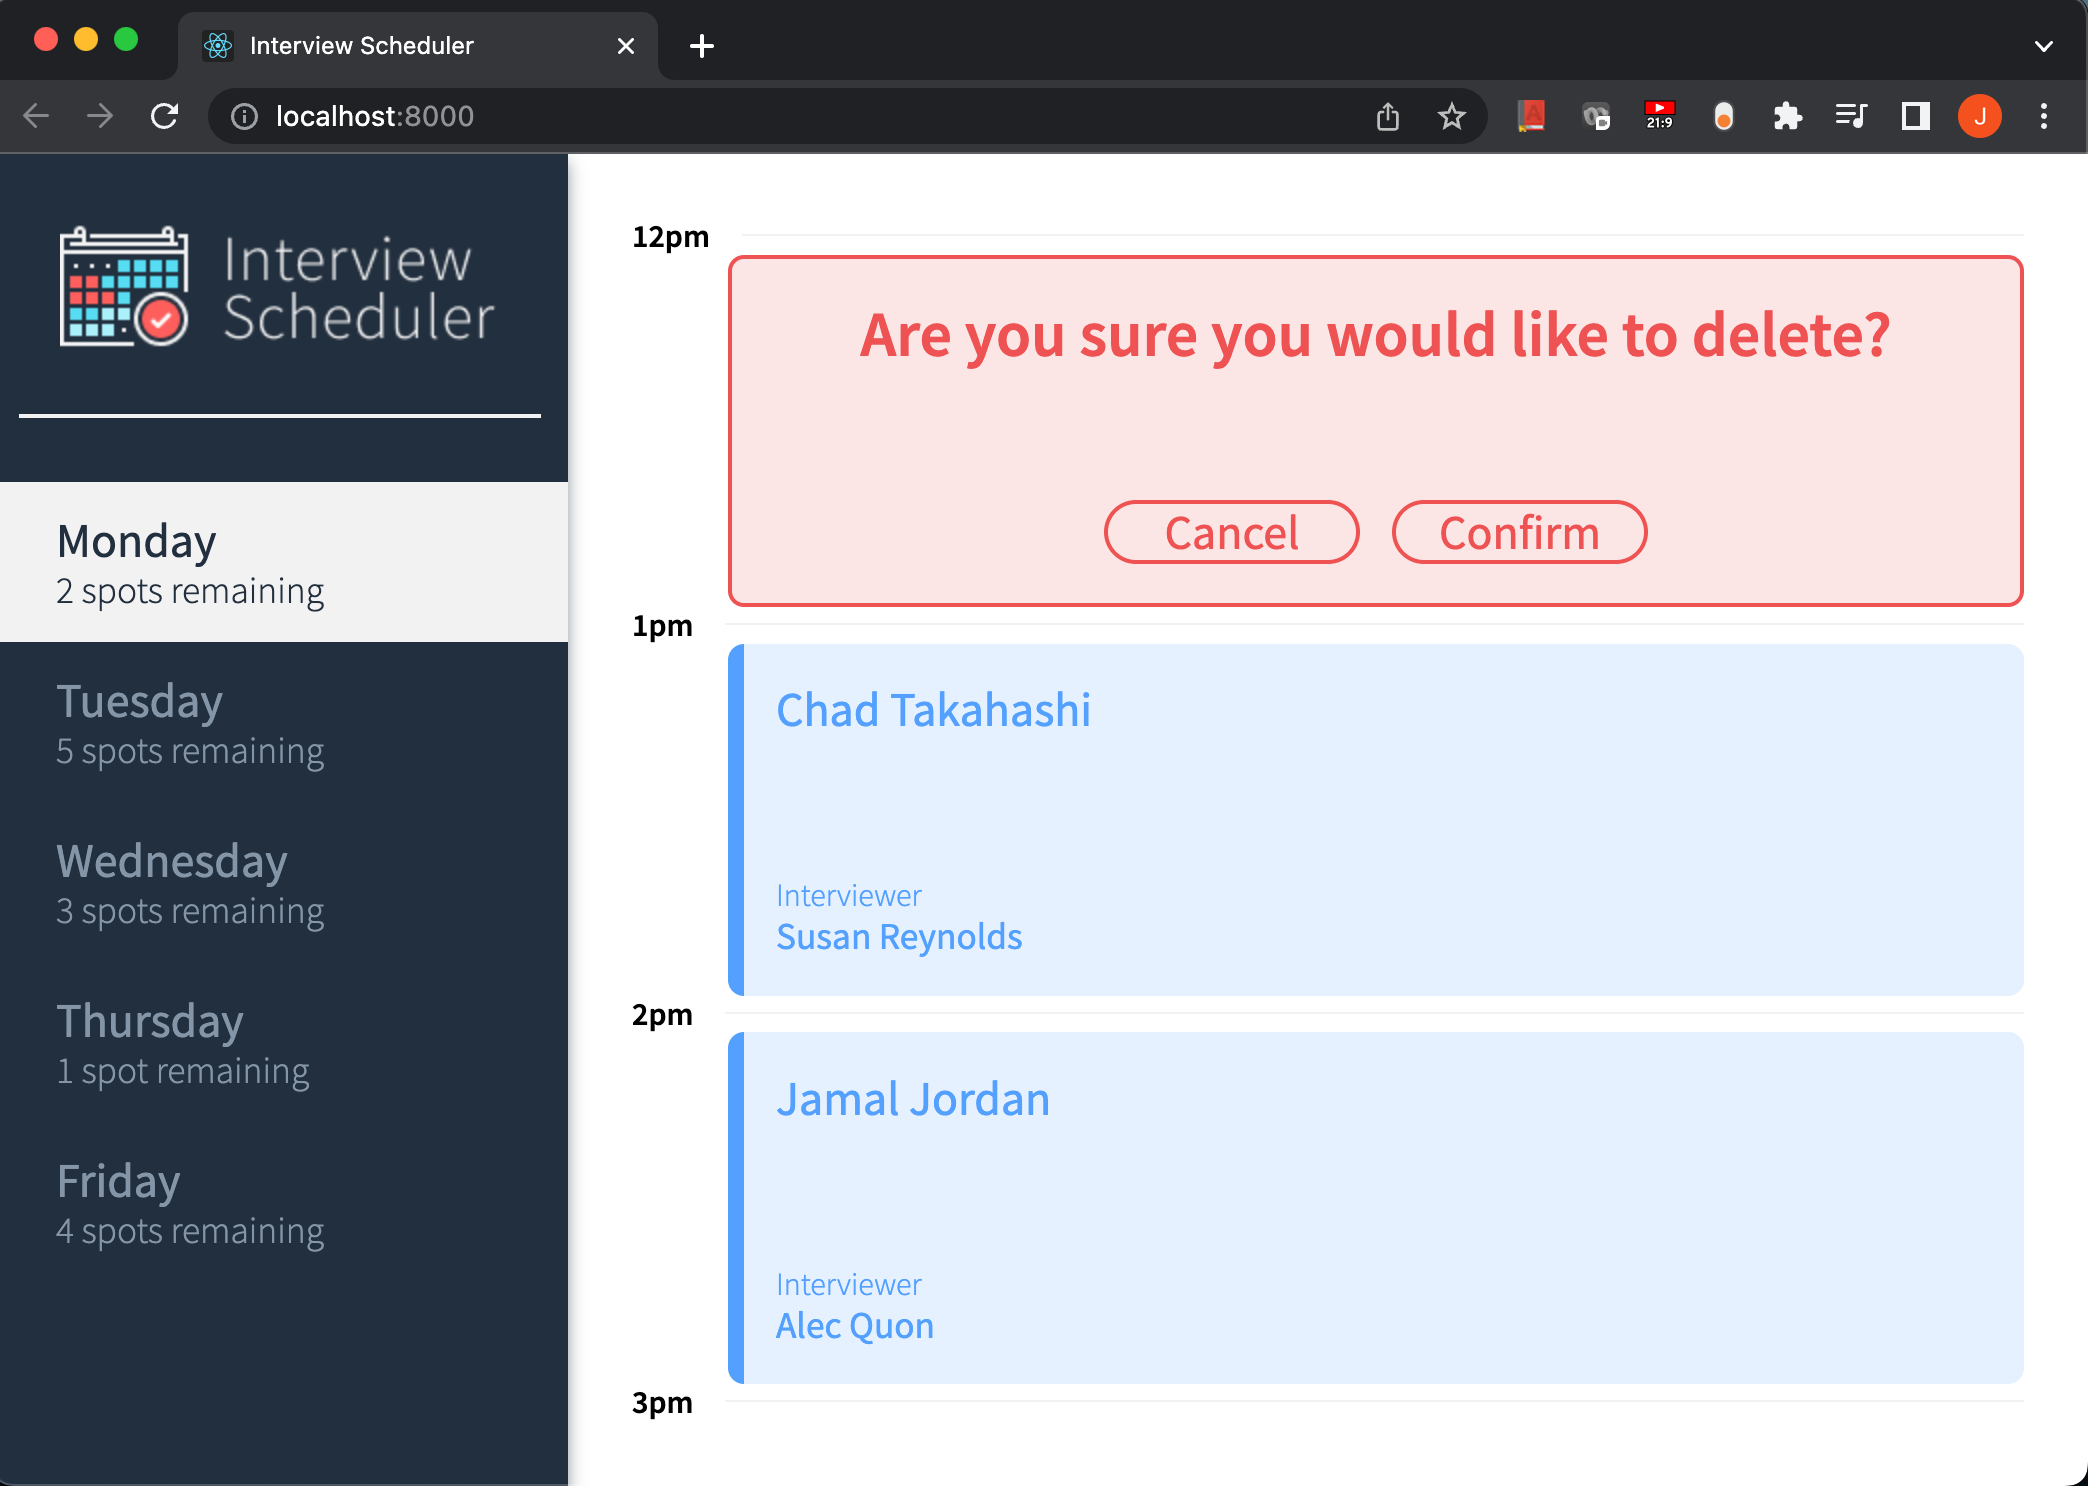 Interview Scheduler
localhost:8000
21:9
J
Interview
Scheduler
Monday
2 spots remaining
Tuesday
5 spots remaining
Wednesday
3 spots remaining
Thursday
1 spot remaining
Friday
4 spots remaining
12pm
Are you sure you would like to delete?
Cancel Confirm
1pm
Chad Takahashi
Interviewer
Susan Reynolds
2pm
Jamal Jordan
Interviewer
Alec Quon
3pm